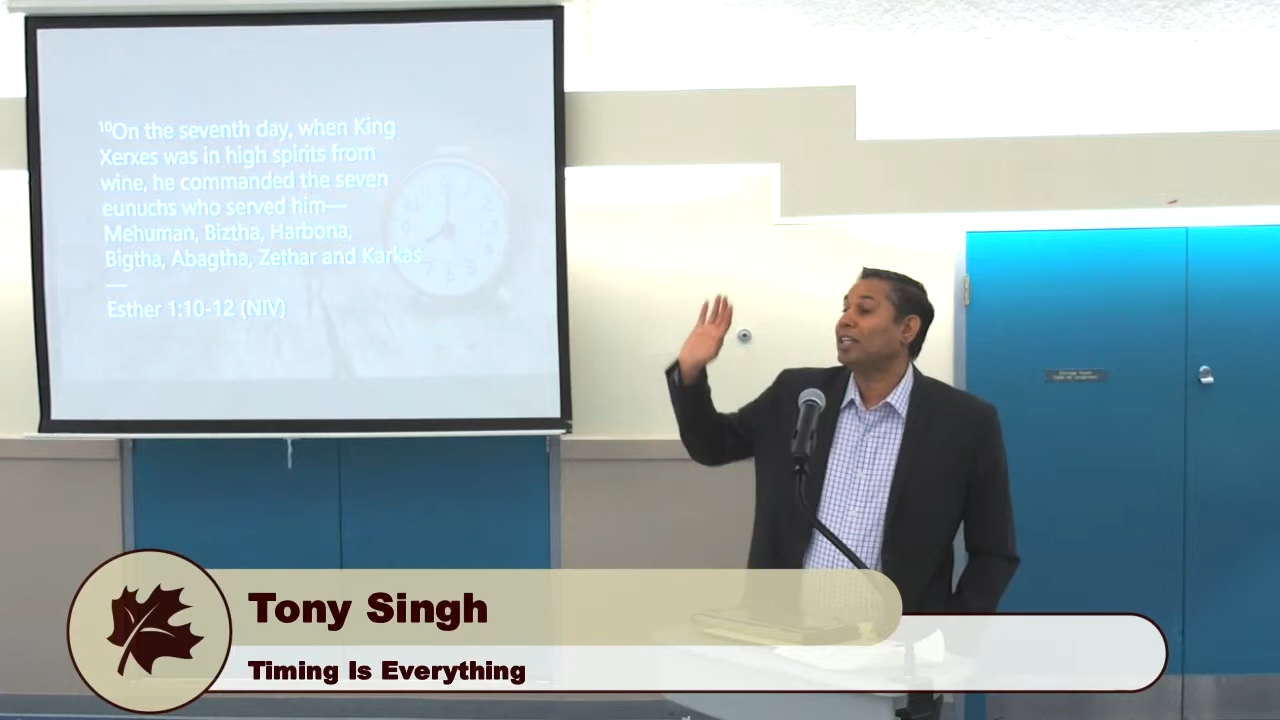 ¹⁰On the seventh day, when King
Xerxes was in high spirits from
wine, he commanded the seven
eunuchs who served him—
Mehuman, Biztha, Harbona,
Bigtha, Abagtha, Zethar and Karkas
—
Esther 1:10-12 (NIV)
Tony Singh
Timing Is Everything